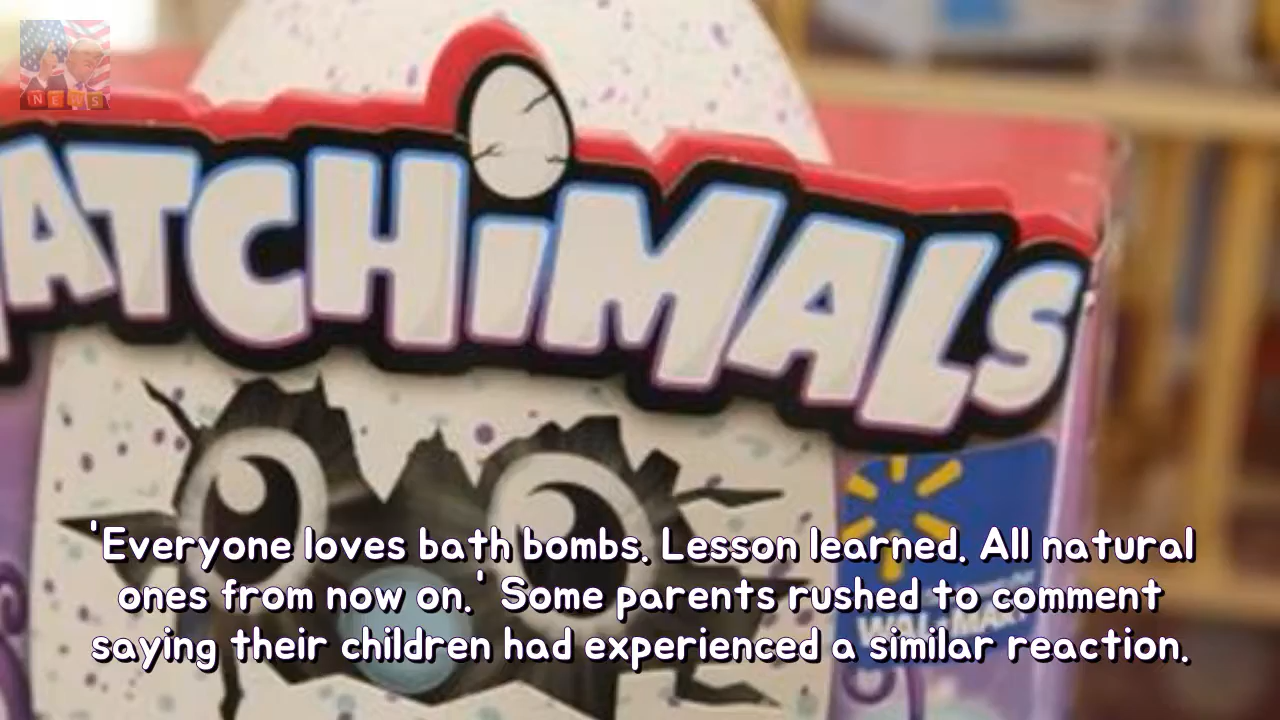 NEWS
ATCHiMALS
'Everyone loves bath bombs. Lesson learned. All natural
ones from now on.' Some parents rushed to comment
saying their children had experienced a similar reaction.
Walmart